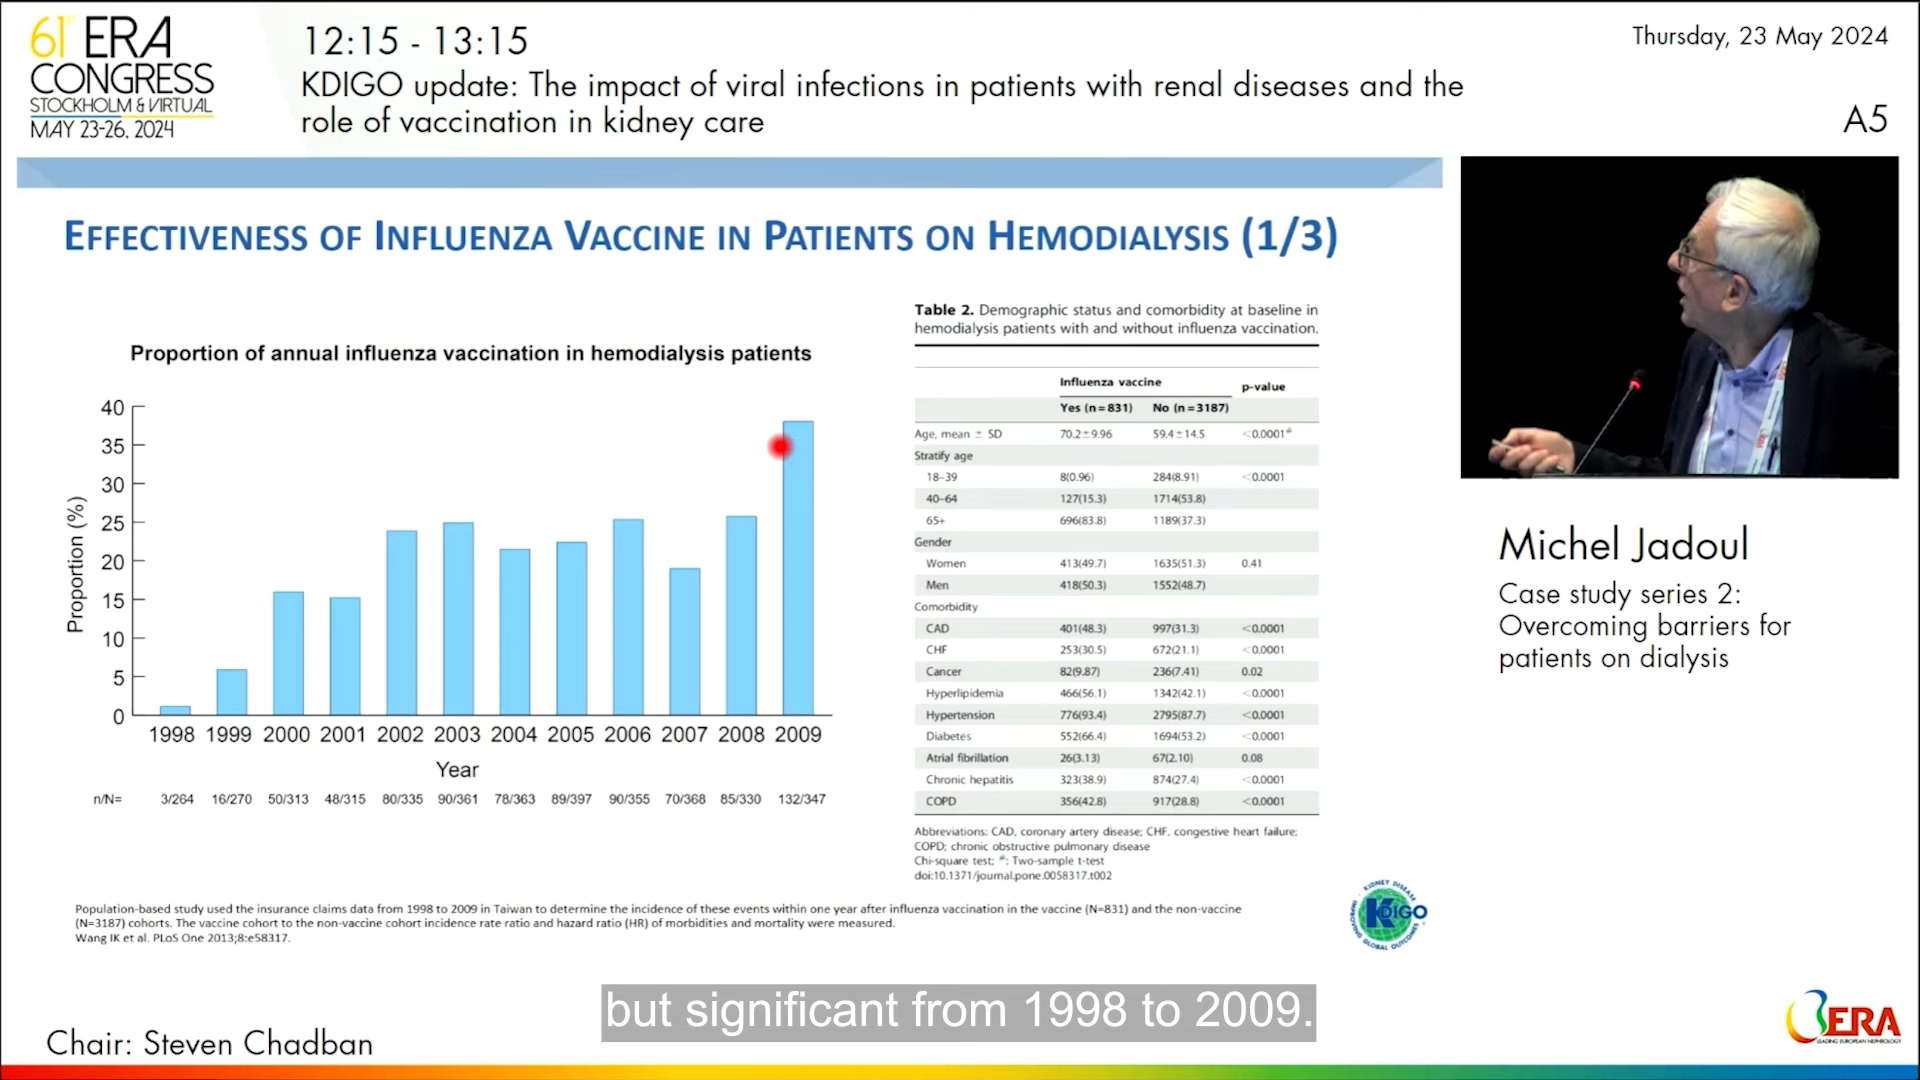 61st ERA
CONGRESS
STOCKHOLM & VIRTUAL
MAY 23-26, 2024
12:15 - 13:15
KDIGO update: The impact of viral infections in patients with renal diseases and the
role of vaccination in kidney care
Thursday, 23 May 2024
A5
EFFECTIVENESS OF INFLUENZA VACCINE IN PATIENTS ON HEMODIALYSIS (1/3)
Proportion of annual influenza vaccination in hemodialysis patients
Proportion (%)
40
35
30
25
20
15
10
5
0
1998 1999 2000 2001 2002 2003 2004 2005 2006 2007 2008 2009
Year
n/N= 3/264 16/270 50/313 48/315 80/335 90/361 78/363 89/397 90/355 70/368 85/330 132/347
Table 2. Demographic status and comorbidity at baseline in
hemodialysis patients with and without influenza vaccination.
Influenza vaccine p-value
Yes (n=831) No (n=3187)
Age, mean ± SD 70.2±9.96 59.4±14.5 <0.0001#
Stratify age
18–39 8(0.96) 284(8.91) <0.0001
40–64 127(15.3) 1714(53.8)
65+ 696(83.8) 1189(37.3)
Gender
Women 413(49.7) 1635(51.3) 0.41
Men 418(50.3) 1552(48.7)
Comorbidity
CAD 401(48.3) 997(31.3) <0.0001
CHF 253(30.5) 672(21.1) <0.0001
Cancer 82(9.87) 236(7.41) 0.02
Hyperlipidemia 466(56.1) 1342(42.1) <0.0001
Hypertension 776(93.4) 2795(87.7) <0.0001
Diabetes 552(66.4) 1694(53.2) <0.0001
Atrial fibrillation 26(3.13) 67(2.10) 0.08
Chronic hepatitis 323(38.9) 874(27.4) <0.0001
COPD 356(42.8) 917(28.8) <0.0001
Abbreviations: CAD, coronary artery disease; CHF, congestive heart failure;
COPD; chronic obstructive pulmonary disease
Chi-square test; #: Two-sample t-test
doi:10.1371/journal.pone.0058317.t002
Population-based study used the insurance claims data from 1998 to 2009 in Taiwan to determine the incidence of these events within one year after influenza vaccination in the vaccine (N=831) and the non-vaccine
(N=3187) cohorts. The vaccine cohort to the non-vaccine cohort incidence rate ratio and hazard ratio (HR) of morbidities and mortality were measured.
Wang IK et al. PLoS One 2013;8:e58317.
KIDNEY DISEASE
KDIGO
IMPROVING GLOBAL OUTCOMES
Michel Jadoul
Case study series 2:
Overcoming barriers for
patients on dialysis
but significant from 1998 to 2009.
Chair: Steven Chadban
ERA
LEADING EUROPEAN NEPHROLOGY